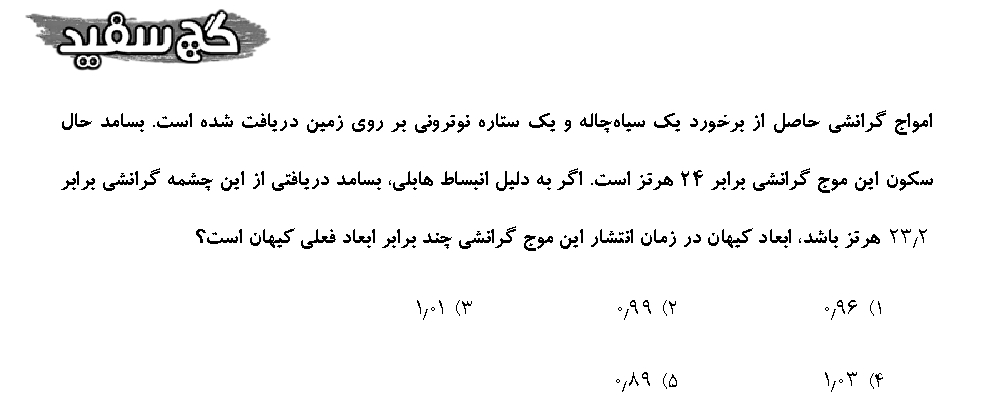 گچ سفید
امواج گرانشی حاصل از برخورد یک سیاه‌چاله و یک ستاره نوترونی بر روی زمین دریافت شده است. بسامد حال
سکون این موج گرانشی برابر ۲۴ هرتز است. اگر به دلیل انبساط هابلی، بسامد دریافتی از این چشمه گرانشی برابر
۲۳٫۲ هرتز باشد، ابعاد کیهان در زمان انتشار این موج گرانشی چند برابر ابعاد فعلی کیهان است؟
۱) ۰٫۹۶ ۲) ۰٫۹۹ ۳) ۱٫۰۱
۴) ۱٫۰۳ ۵) ۰٫۸۹